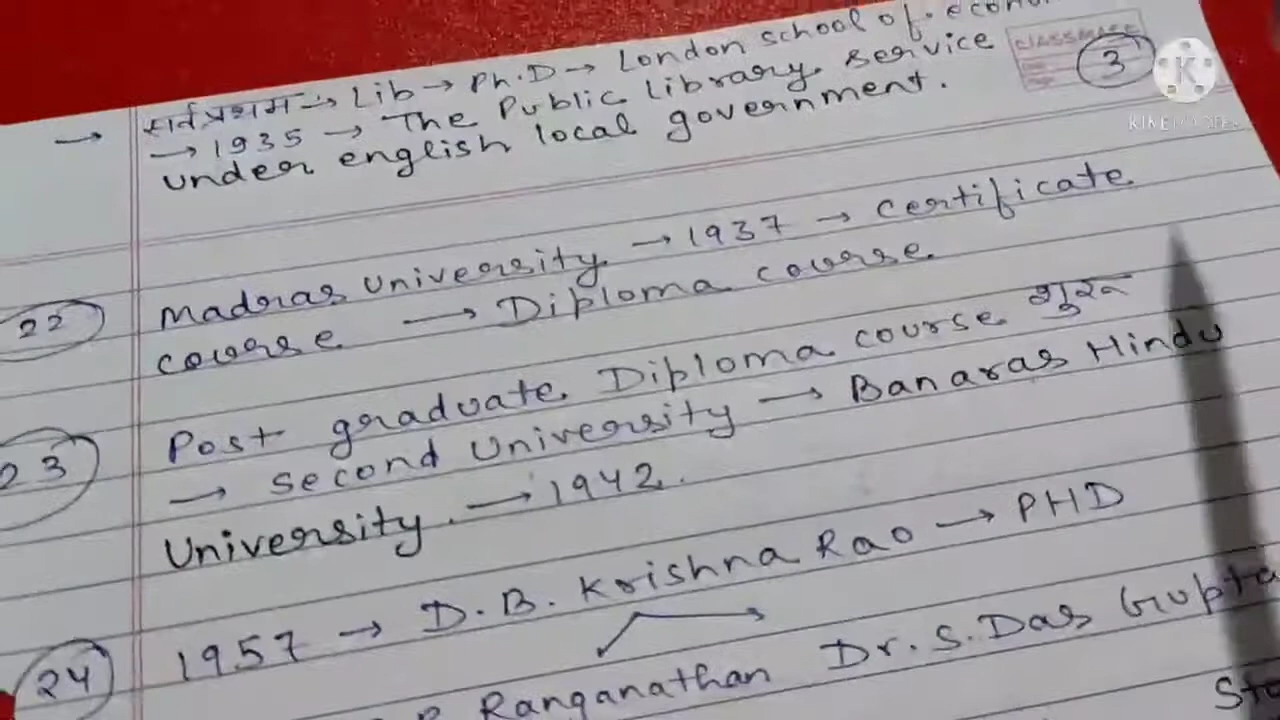 → सर्वप्रथम → Lib → Ph.D → London school of econo
→ 1935 → The Public Library service
under english local government.
CLASSMATE
3
K
22 Madras University → 1937 → certificate
course → Diploma course.
23 Post graduate Diploma course शुरू
→ second University → Banaras Hindu
University. → 1942.
24 1957 → D.B. Krishna Rao → PHD
R Ranganathan Dr. S. Das Gupta